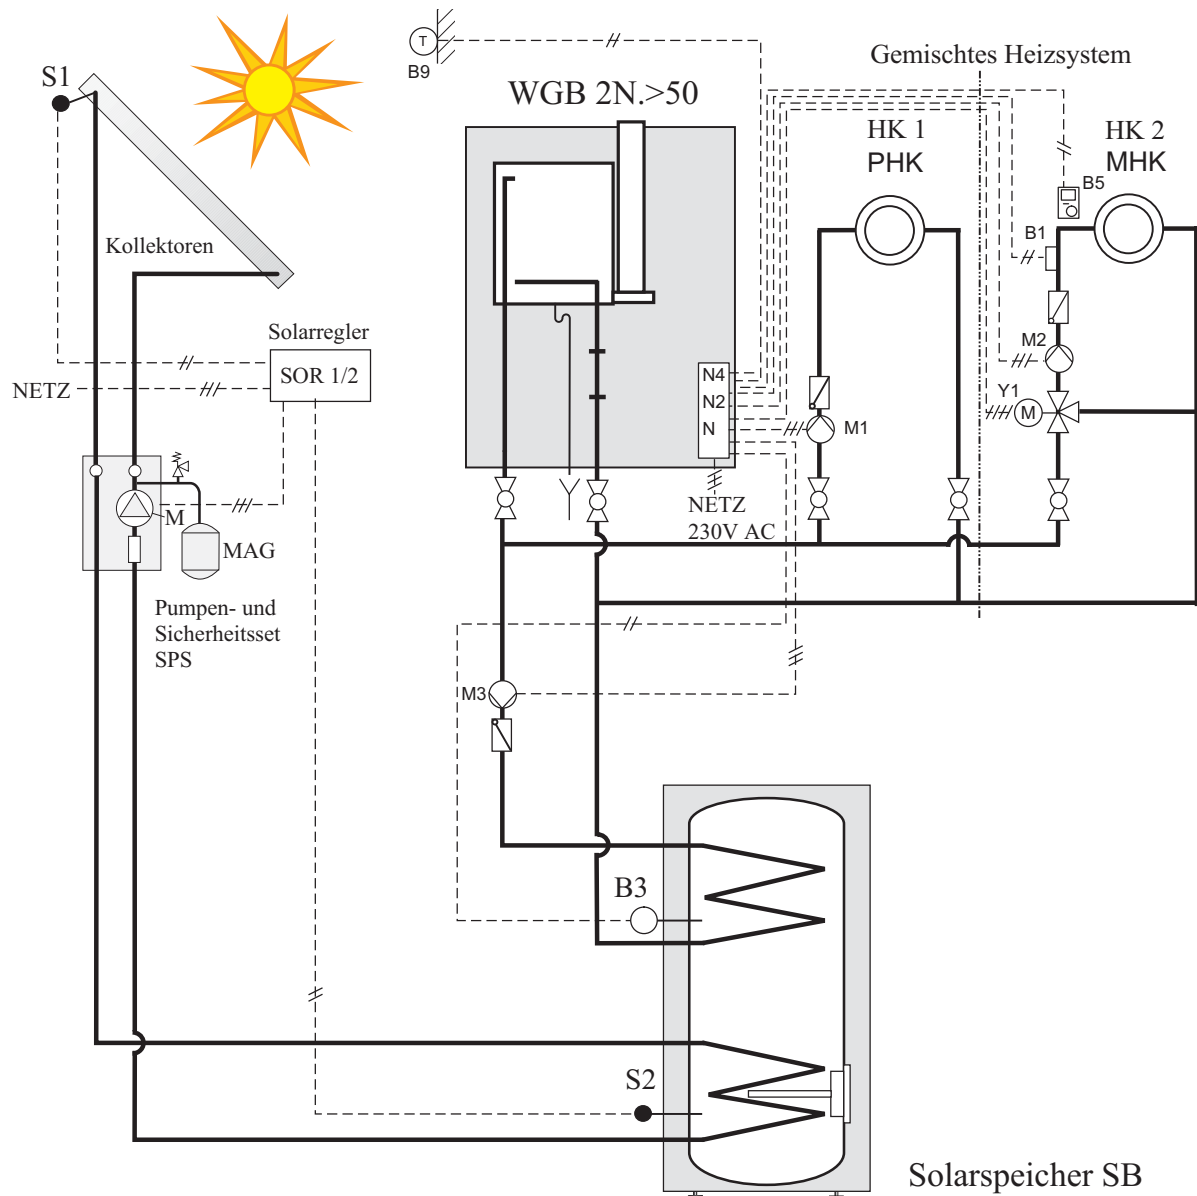 S1
T
B9
WGB 2N.>50
Gemischtes Heizsystem
HK 1
PHK
HK 2
MHK
B5
B1
Kollektoren
Solarregler
SOR 1/2
NETZ
N4
N2
N
M1
M2
Y1
M
NETZ
230V AC
M
MAG
Pumpen- und
Sicherheitsset
SPS
M3
B3
S2
Solarspeicher SB